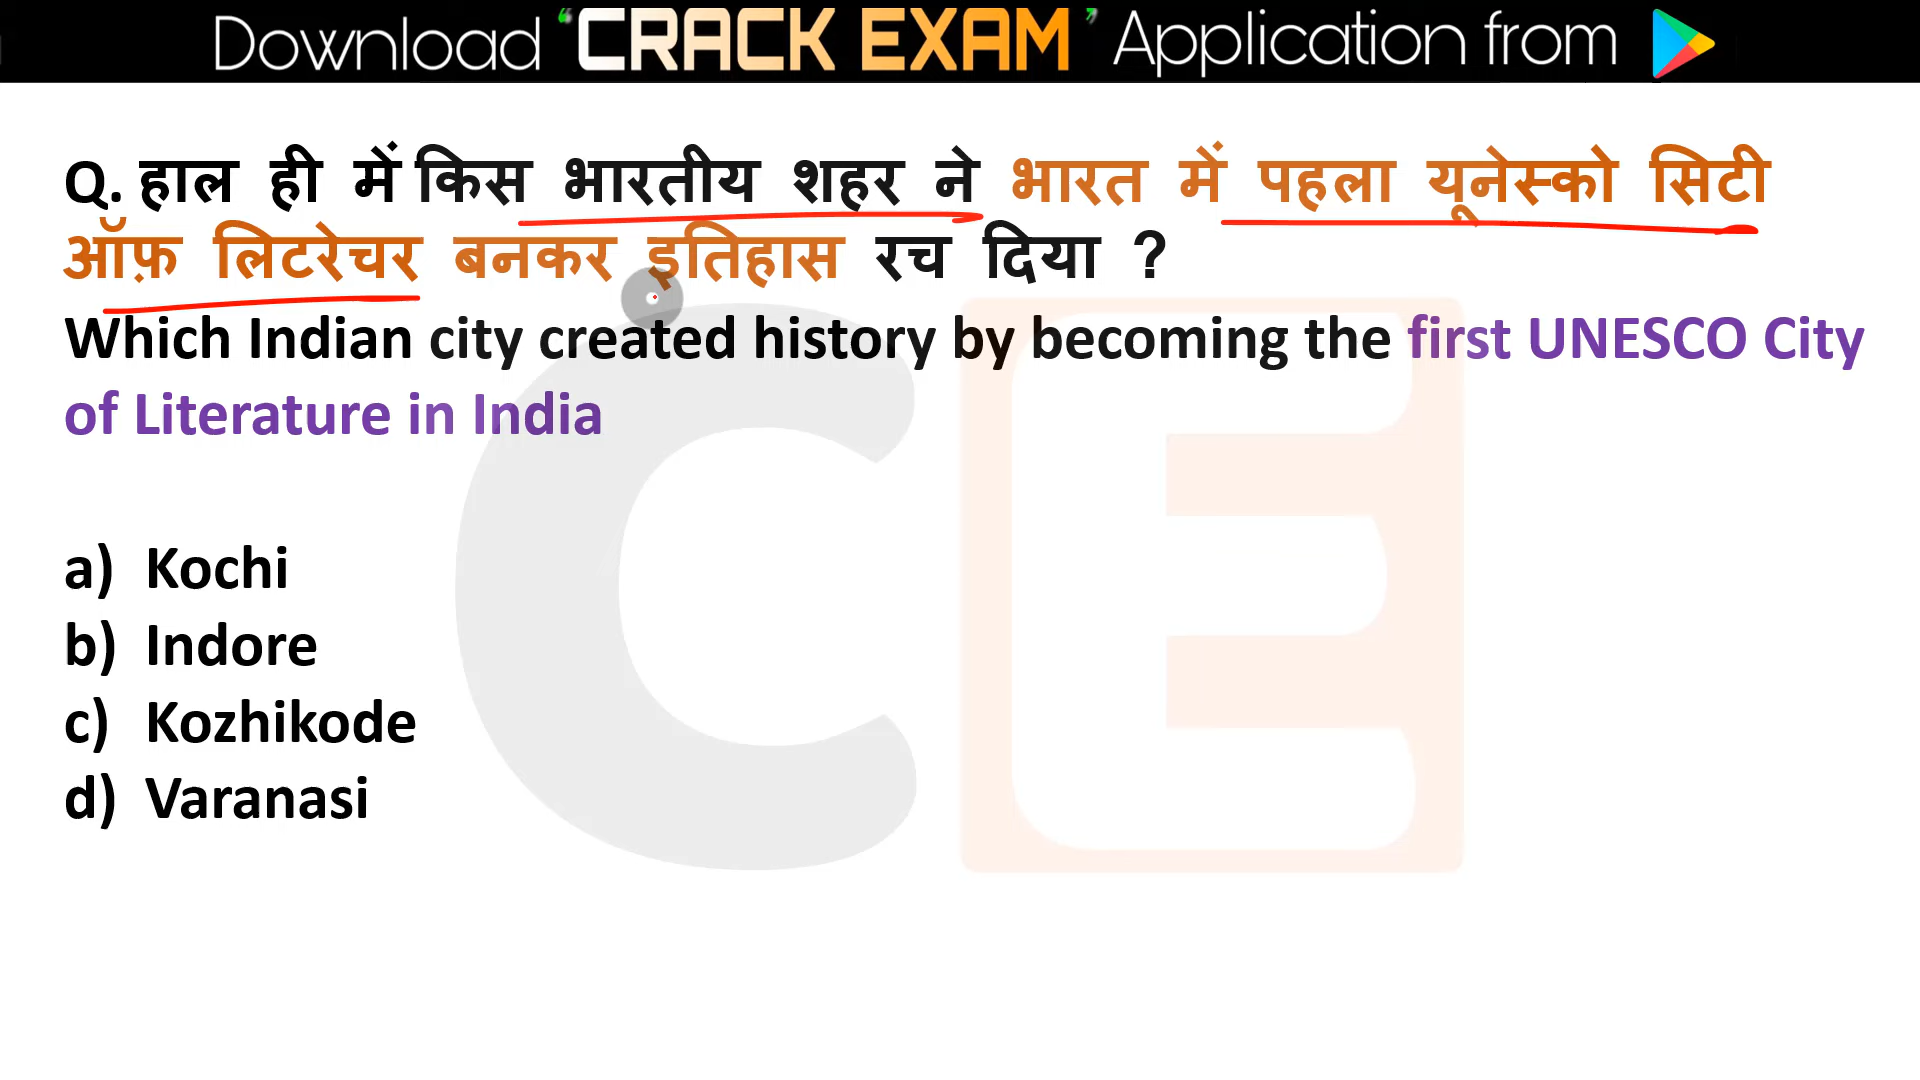 Download ‘CRACK EXAM’ Application from
Q. हाल ही में किस भारतीय शहर ने भारत में पहला यूनेस्को सिटी
ऑफ़ लिटरेचर बनकर इतिहास रच दिया ?
Which Indian city created history by becoming the first UNESCO City
of Literature in India
a) Kochi
b) Indore
c) Kozhikode
d) Varanasi
CE